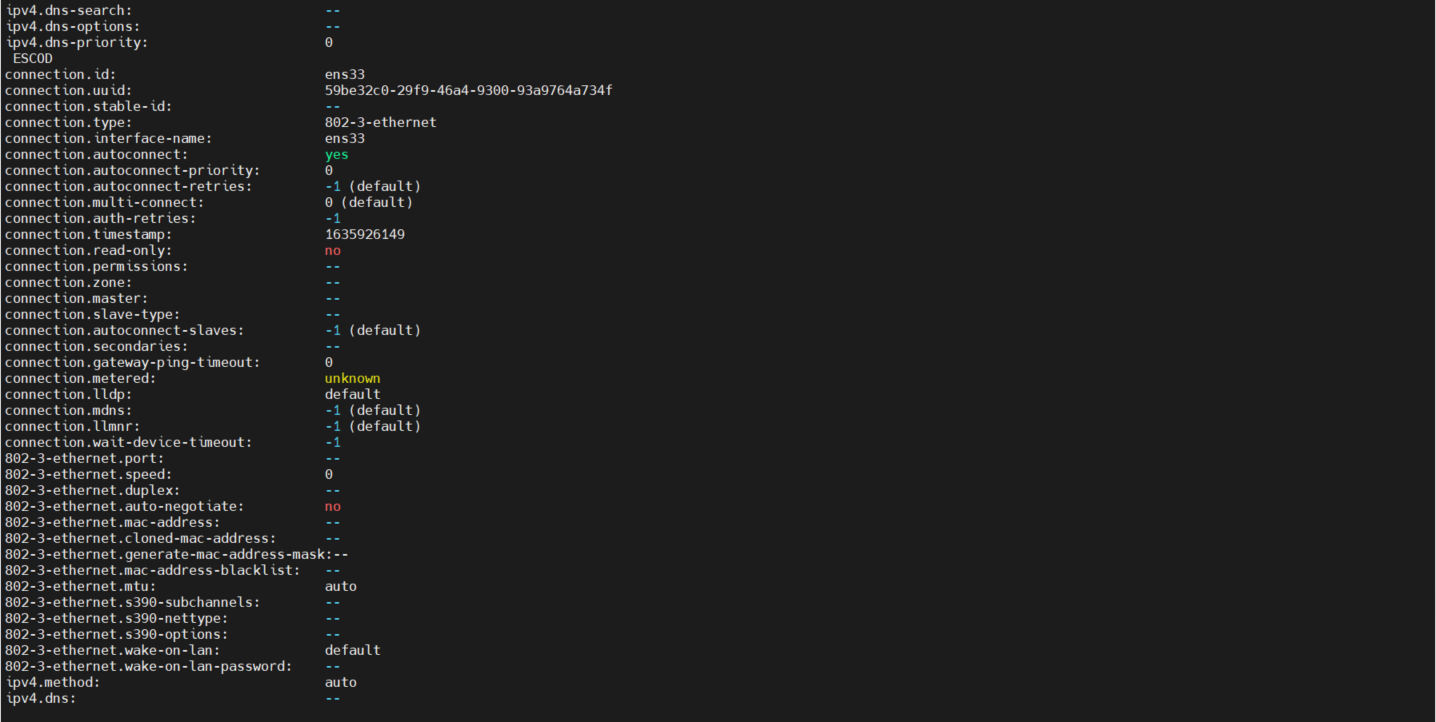 ipv4.dns-search: --
ipv4.dns-options: --
ipv4.dns-priority: 0
ESCOD
connection.id: ens33
connection.uuid: 59be32c0-29f9-46a4-9300-93a9764a734f
connection.stable-id: --
connection.type: 802-3-ethernet
connection.interface-name: ens33
connection.autoconnect: yes
connection.autoconnect-priority: 0
connection.autoconnect-retries: -1 (default)
connection.multi-connect: 0 (default)
connection.auth-retries: -1
connection.timestamp: 1635926149
connection.read-only: no
connection.permissions: --
connection.zone: --
connection.master: --
connection.slave-type: --
connection.autoconnect-slaves: -1 (default)
connection.secondaries: --
connection.gateway-ping-timeout: 0
connection.metered: unknown
connection.lldp: default
connection.mdns: -1 (default)
connection.llmnr: -1 (default)
connection.wait-device-timeout: -1
802-3-ethernet.port: --
802-3-ethernet.speed: 0
802-3-ethernet.duplex: --
802-3-ethernet.auto-negotiate: no
802-3-ethernet.mac-address: --
802-3-ethernet.cloned-mac-address: --
802-3-ethernet.generate-mac-address-mask:--
802-3-ethernet.mac-address-blacklist: --
802-3-ethernet.mtu: auto
802-3-ethernet.s390-subchannels: --
802-3-ethernet.s390-nettype: --
802-3-ethernet.s390-options: --
802-3-ethernet.wake-on-lan: default
802-3-ethernet.wake-on-lan-password: --
ipv4.method: auto
ipv4.dns: --